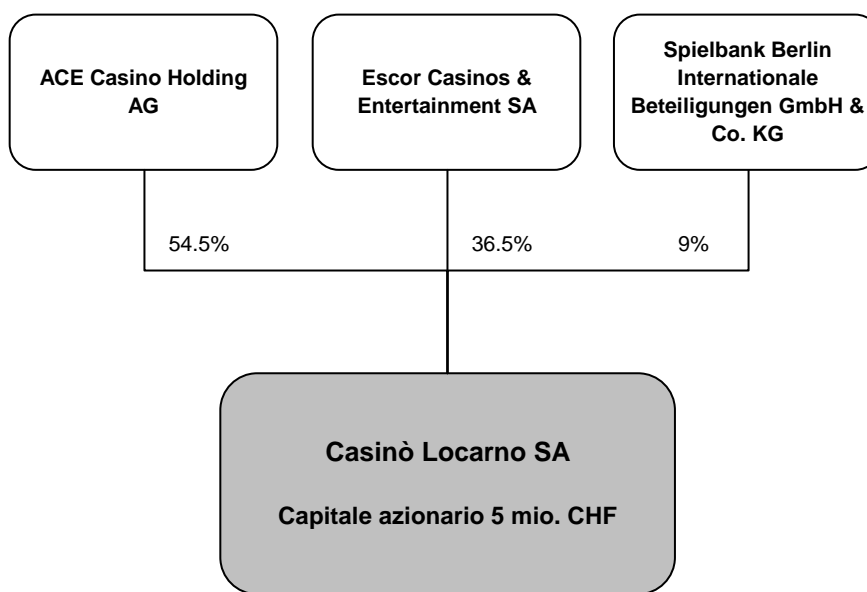 ACE Casino Holding
AG
Escor Casinos &
Entertainment SA
Spielbank Berlin
Internationale
Beteiligungen GmbH &
Co. KG
54.5%
36.5%
9%
Casinò Locarno SA
Capitale azionario 5 mio. CHF